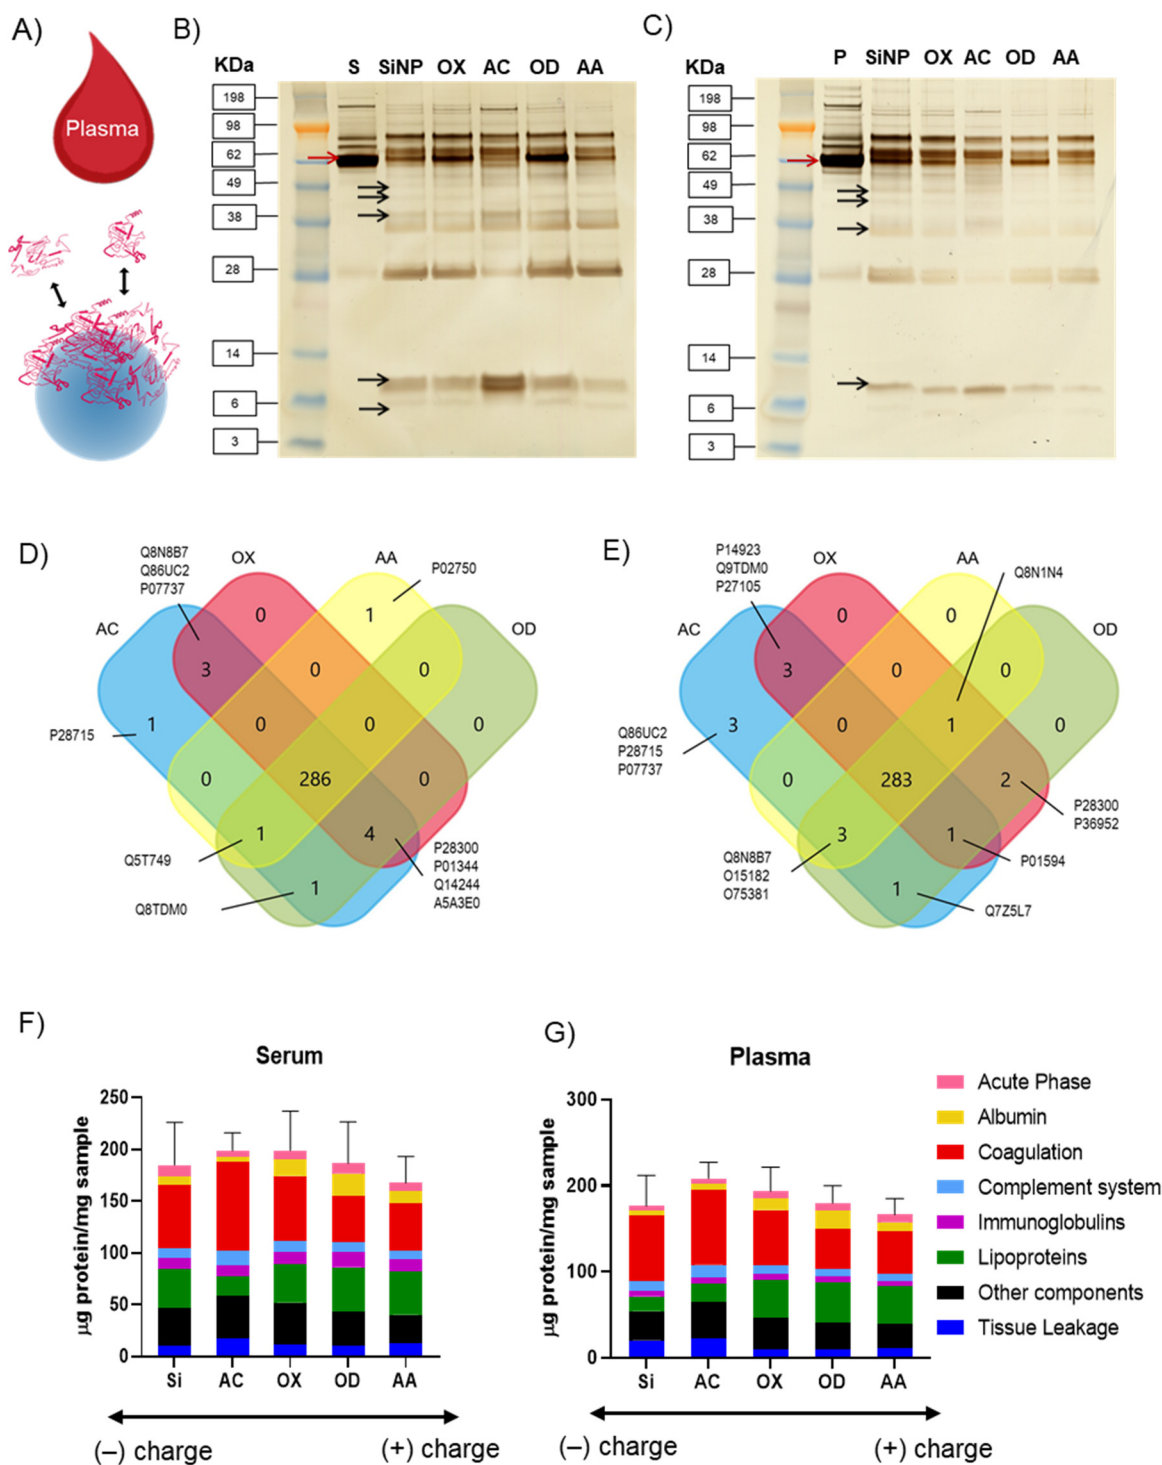 A)
Plasma
B)
KDa
S SiNP OX AC OD AA
198
98
62
49
38
28
14
6
3
C)
KDa
P SiNP OX AC OD AA
198
98
62
49
38
28
14
6
3
D)
Q8N8B7
Q86UC2
P07737
OX
AA
P02750
AC
OD
0
1
3
0
0
P28715
1
0
0
0
0
286
0
1
4
Q5T749
P28300
P01344
Q14244
A5A3E0
1
Q8TDM0
E)
P14923
Q9TDM0
P27105
OX
AA
Q8N1N4
AC
OD
0
0
3
0
0
Q86UC2
P28715
P07737
3
0
1
0
0
283
2
P28300
P36952
3
1
Q8N8B7
O15182
O75381
P01594
1
Q7Z5L7
F)
Serum
µg protein/mg sample
250
200
150
100
50
0
Si AC OX OD AA
(–) charge (+) charge
G)
Plasma
µg protein/mg sample
300
200
100
0
Si AC OX OD AA
(–) charge (+) charge
Acute Phase
Albumin
Coagulation
Complement system
Immunoglobulins
Lipoproteins
Other components
Tissue Leakage